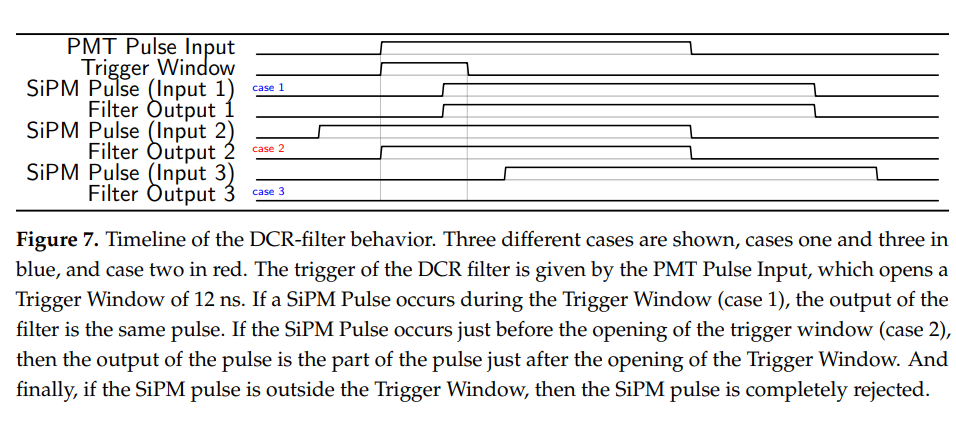 PMT Pulse Input
Trigger Window
SiPM Pulse (Input 1) case 1
Filter Output 1
SiPM Pulse (Input 2)
Filter Output 2 case 2
SiPM Pulse (Input 3)
Filter Output 3 case 3
Figure 7. Timeline of the DCR-filter behavior. Three different cases are shown, cases one and three in
blue, and case two in red. The trigger of the DCR filter is given by the PMT Pulse Input, which opens a
Trigger Window of 12 ns. If a SiPM Pulse occurs during the Trigger Window (case 1), the output of the
filter is the same pulse. If the SiPM Pulse occurs just before the opening of the trigger window (case 2),
then the output of the pulse is the part of the pulse just after the opening of the Trigger Window. And
finally, if the SiPM pulse is outside the Trigger Window, then the SiPM pulse is completely rejected.